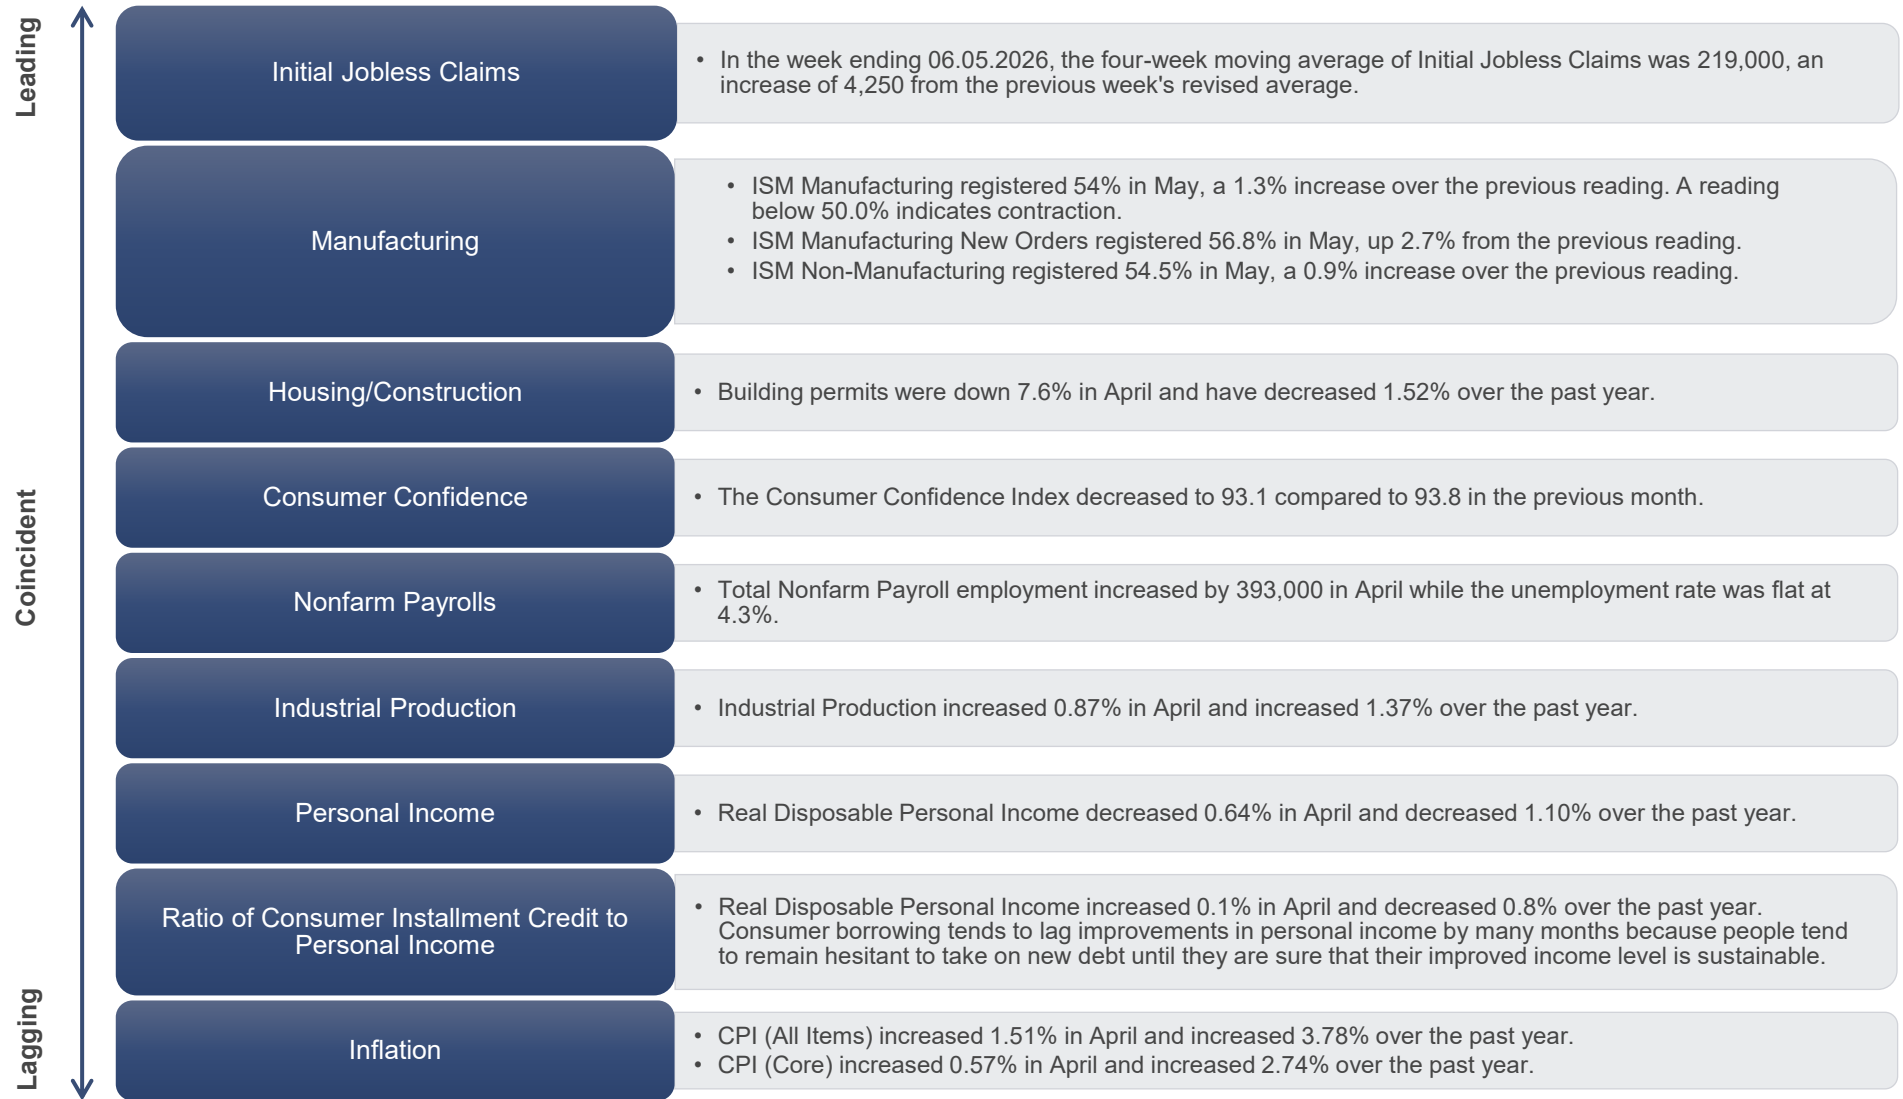 Leading
Initial Jobless Claims
• In the week ending 06.05.2026, the four-week moving average of Initial Jobless Claims was 219,000, an
increase of 4,250 from the previous week's revised average.
Manufacturing
• ISM Manufacturing registered 54% in May, a 1.3% increase over the previous reading. A reading
below 50.0% indicates contraction.
• ISM Manufacturing New Orders registered 56.8% in May, up 2.7% from the previous reading.
• ISM Non-Manufacturing registered 54.5% in May, a 0.9% increase over the previous reading.
Housing/Construction
• Building permits were down 7.6% in April and have decreased 1.52% over the past year.
Coincident
Consumer Confidence
• The Consumer Confidence Index decreased to 93.1 compared to 93.8 in the previous month.
Nonfarm Payrolls
• Total Nonfarm Payroll employment increased by 393,000 in April while the unemployment rate was flat at
4.3%.
Industrial Production
• Industrial Production increased 0.87% in April and increased 1.37% over the past year.
Personal Income
• Real Disposable Personal Income decreased 0.64% in April and decreased 1.10% over the past year.
Ratio of Consumer Installment Credit to
Personal Income
• Real Disposable Personal Income increased 0.1% in April and decreased 0.8% over the past year.
Consumer borrowing tends to lag improvements in personal income by many months because people tend
to remain hesitant to take on new debt until they are sure that their improved income level is sustainable.
Lagging
Inflation
• CPI (All Items) increased 1.51% in April and increased 3.78% over the past year.
• CPI (Core) increased 0.57% in April and increased 2.74% over the past year.